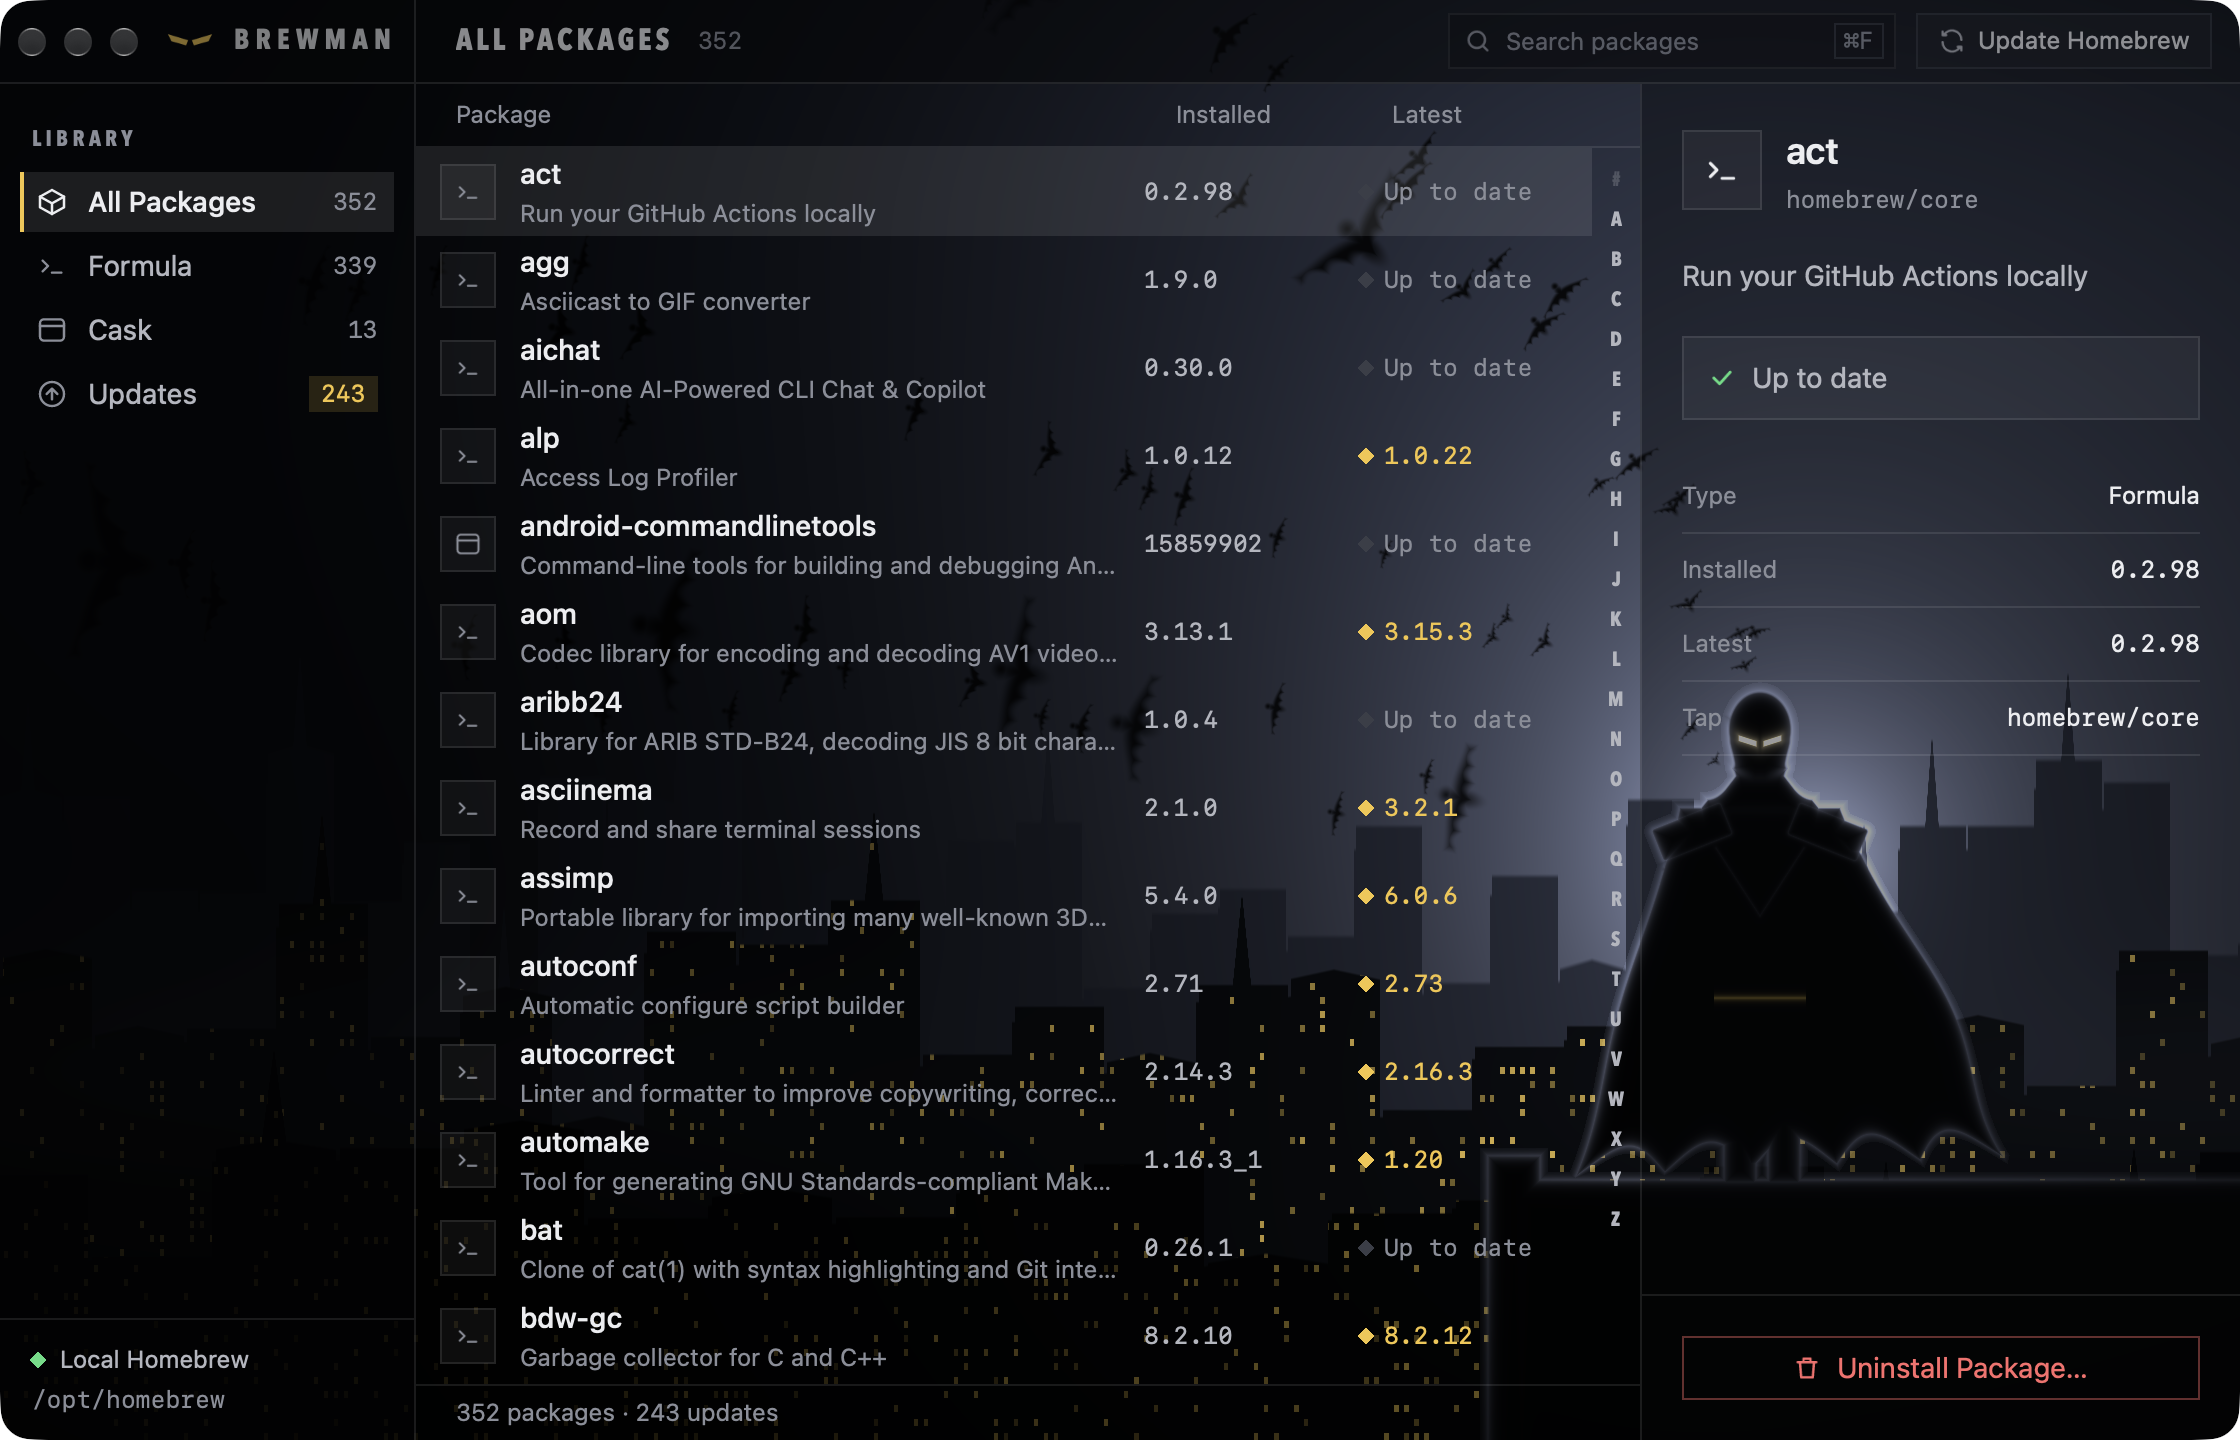 BREWMAN
ALL PACKAGES 352
Search packages ⌘F
Update Homebrew
LIBRARY
All Packages 352
Formula 339
Cask 13
Updates 243
Local Homebrew
/opt/homebrew
Package Installed Latest
act
Run your GitHub Actions locally
0.2.98 Up to date
agg
Asciicast to GIF converter
1.9.0 Up to date
aichat
All-in-one AI-Powered CLI Chat & Copilot
0.30.0 Up to date
alp
Access Log Profiler
1.0.12 1.0.22
android-commandlinetools
Command-line tools for building and debugging An...
15859902 Up to date
aom
Codec library for encoding and decoding AV1 video...
3.13.1 3.15.3
aribb24
Library for ARIB STD-B24, decoding JIS 8 bit chara...
1.0.4 Up to date
asciinema
Record and share terminal sessions
2.1.0 3.2.1
assimp
Portable library for importing many well-known 3D...
5.4.0 6.0.6
autoconf
Automatic configure script builder
2.71 2.73
autocorrect
Linter and formatter to improve copywriting, correc...
2.14.3 2.16.3
automake
Tool for generating GNU Standards-compliant Mak...
1.16.3_1 1.20
bat
Clone of cat(1) with syntax highlighting and Git inte...
0.26.1 Up to date
bdw-gc
Garbage collector for C and C++
8.2.10 8.2.12
352 packages · 243 updates
#
A
B
C
D
E
F
G
H
I
J
K
L
M
N
O
P
Q
R
S
T
U
V
W
X
Y
Z
act
homebrew/core
Run your GitHub Actions locally
Up to date
Type Formula
Installed 0.2.98
Latest 0.2.98
Tap homebrew/core
Uninstall Package...